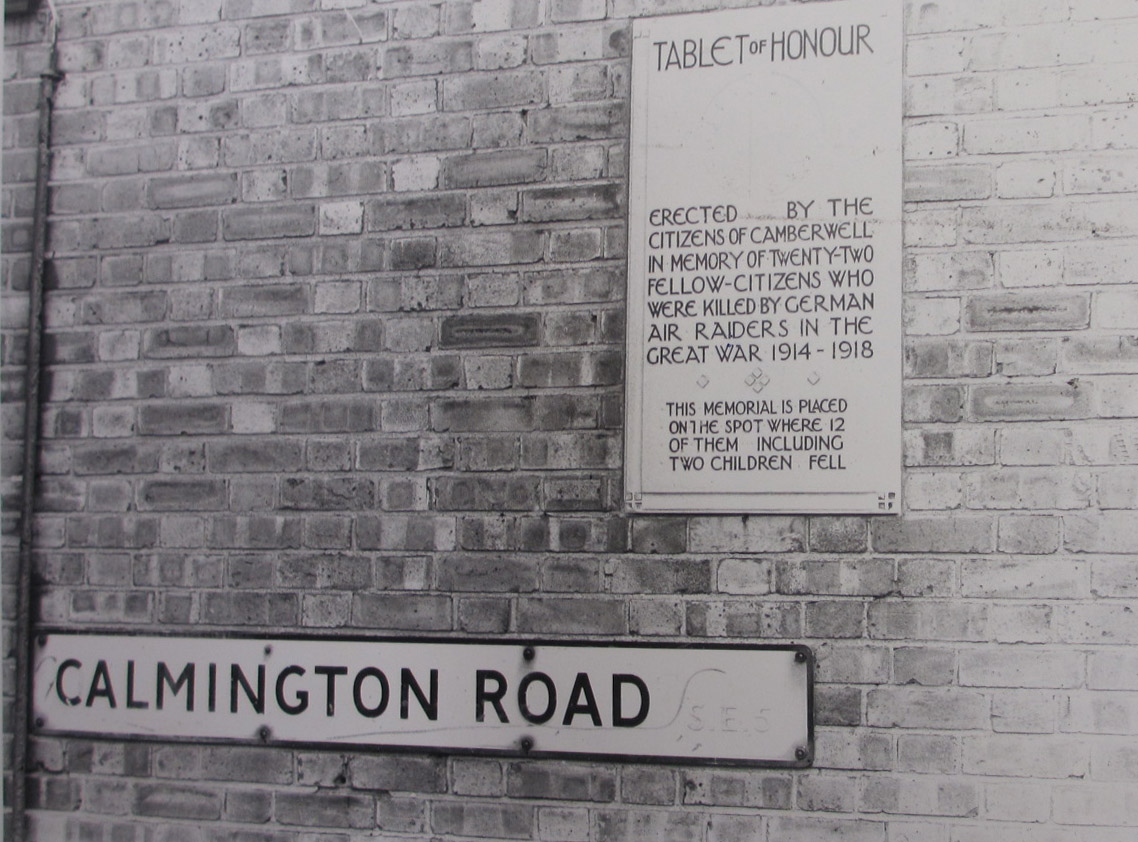 TABLET OF HONOUR
ERECTED BY THE
CITIZENS OF CAMBERWELL
IN MEMORY OF TWENTY-TWO
FELLOW-CITIZENS WHO
WERE KILLED BY GERMAN
AIR RAIDERS IN THE
GREAT WAR 1914 - 1918
THIS MEMORIAL IS PLACED
ON THE SPOT WHERE 12
OF THEM INCLUDING
TWO CHILDREN FELL
CALMINGTON ROAD S.E.5